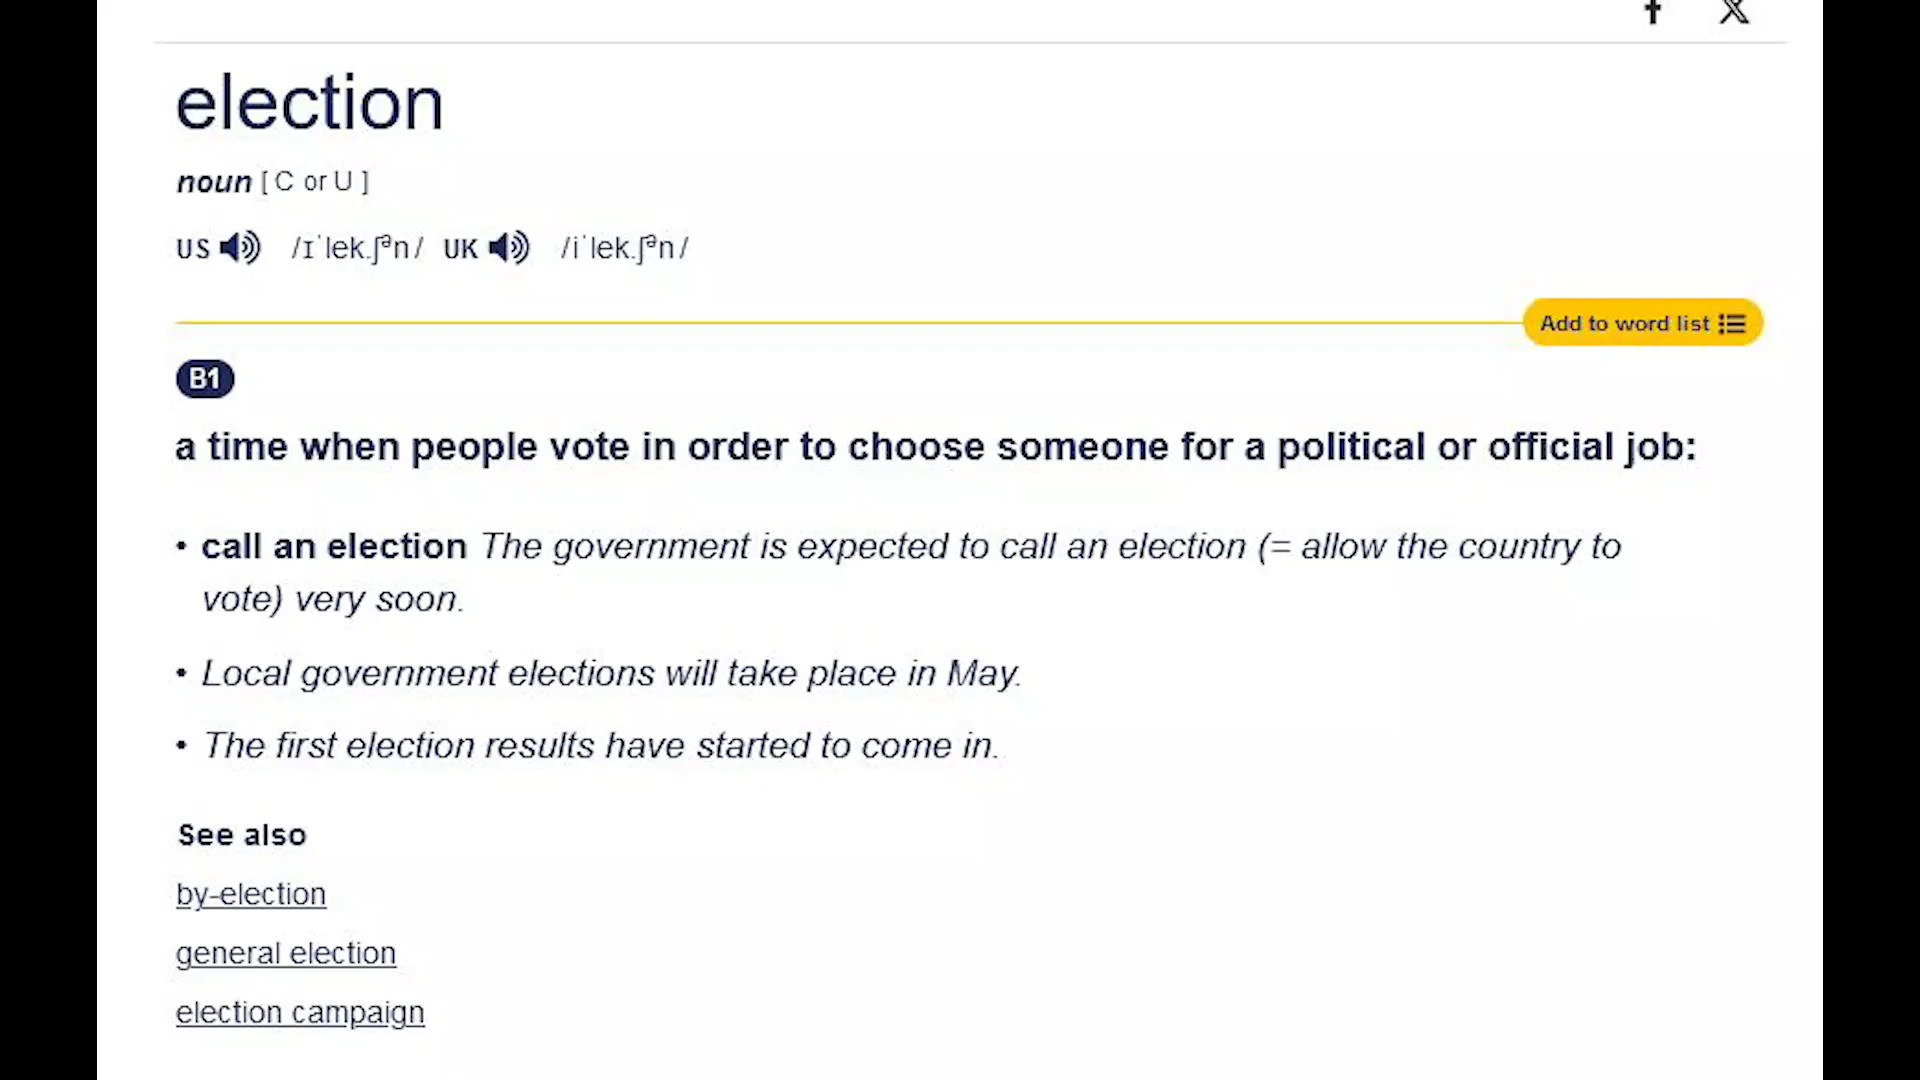 election
noun [ C or U ]
US /ɪˈlek.ʃᵊn/ UK /iˈlek.ʃᵊn/
Add to word list
B1
a time when people vote in order to choose someone for a political or official job:
• call an election The government is expected to call an election (= allow the country to
vote) very soon.
• Local government elections will take place in May.
• The first election results have started to come in.
See also
by-election
general election
election campaign